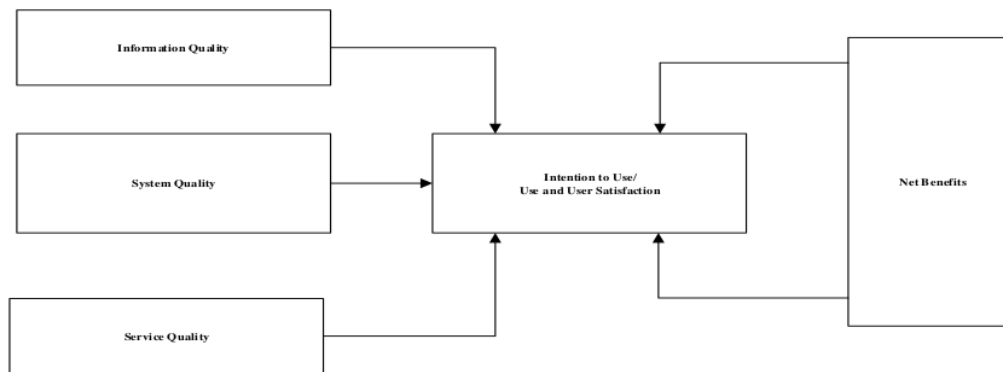 Information Quality
System Quality
Intention to Use/
Use and User Satisfaction
Net Benefits
Service Quality